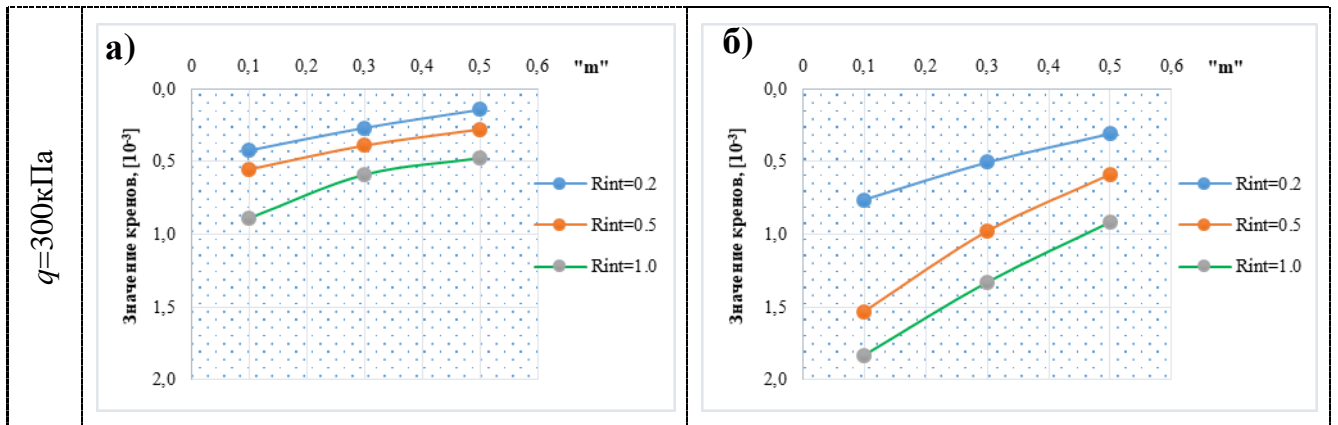 q=300кПа
а)
0 0,1 0,2 0,3 0,4 0,5 0,6 "m"
Значение кренов, [10⁻³]
0,0
0,5
1,0
1,5
2,0
Rint=0.2
Rint=0.5
Rint=1.0
б)
0 0,1 0,2 0,3 0,4 0,5 0,6 "m"
Значение кренов, [10⁻³]
0,0
0,5
1,0
1,5
2,0
Rint=0.2
Rint=0.5
Rint=1.0